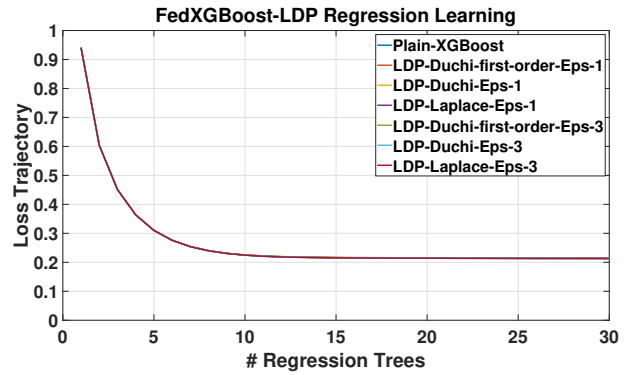 FedXGBoost-LDP Regression Learning
Loss Trajectory
1
0.9
0.8
0.7
0.6
0.5
0.4
0.3
0.2
0.1
0
Plain-XGBoost
LDP-Duchi-first-order-Eps-1
LDP-Duchi-Eps-1
LDP-Laplace-Eps-1
LDP-Duchi-first-order-Eps-3
LDP-Duchi-Eps-3
LDP-Laplace-Eps-3
0 5 10 15 20 25 30
# Regression Trees